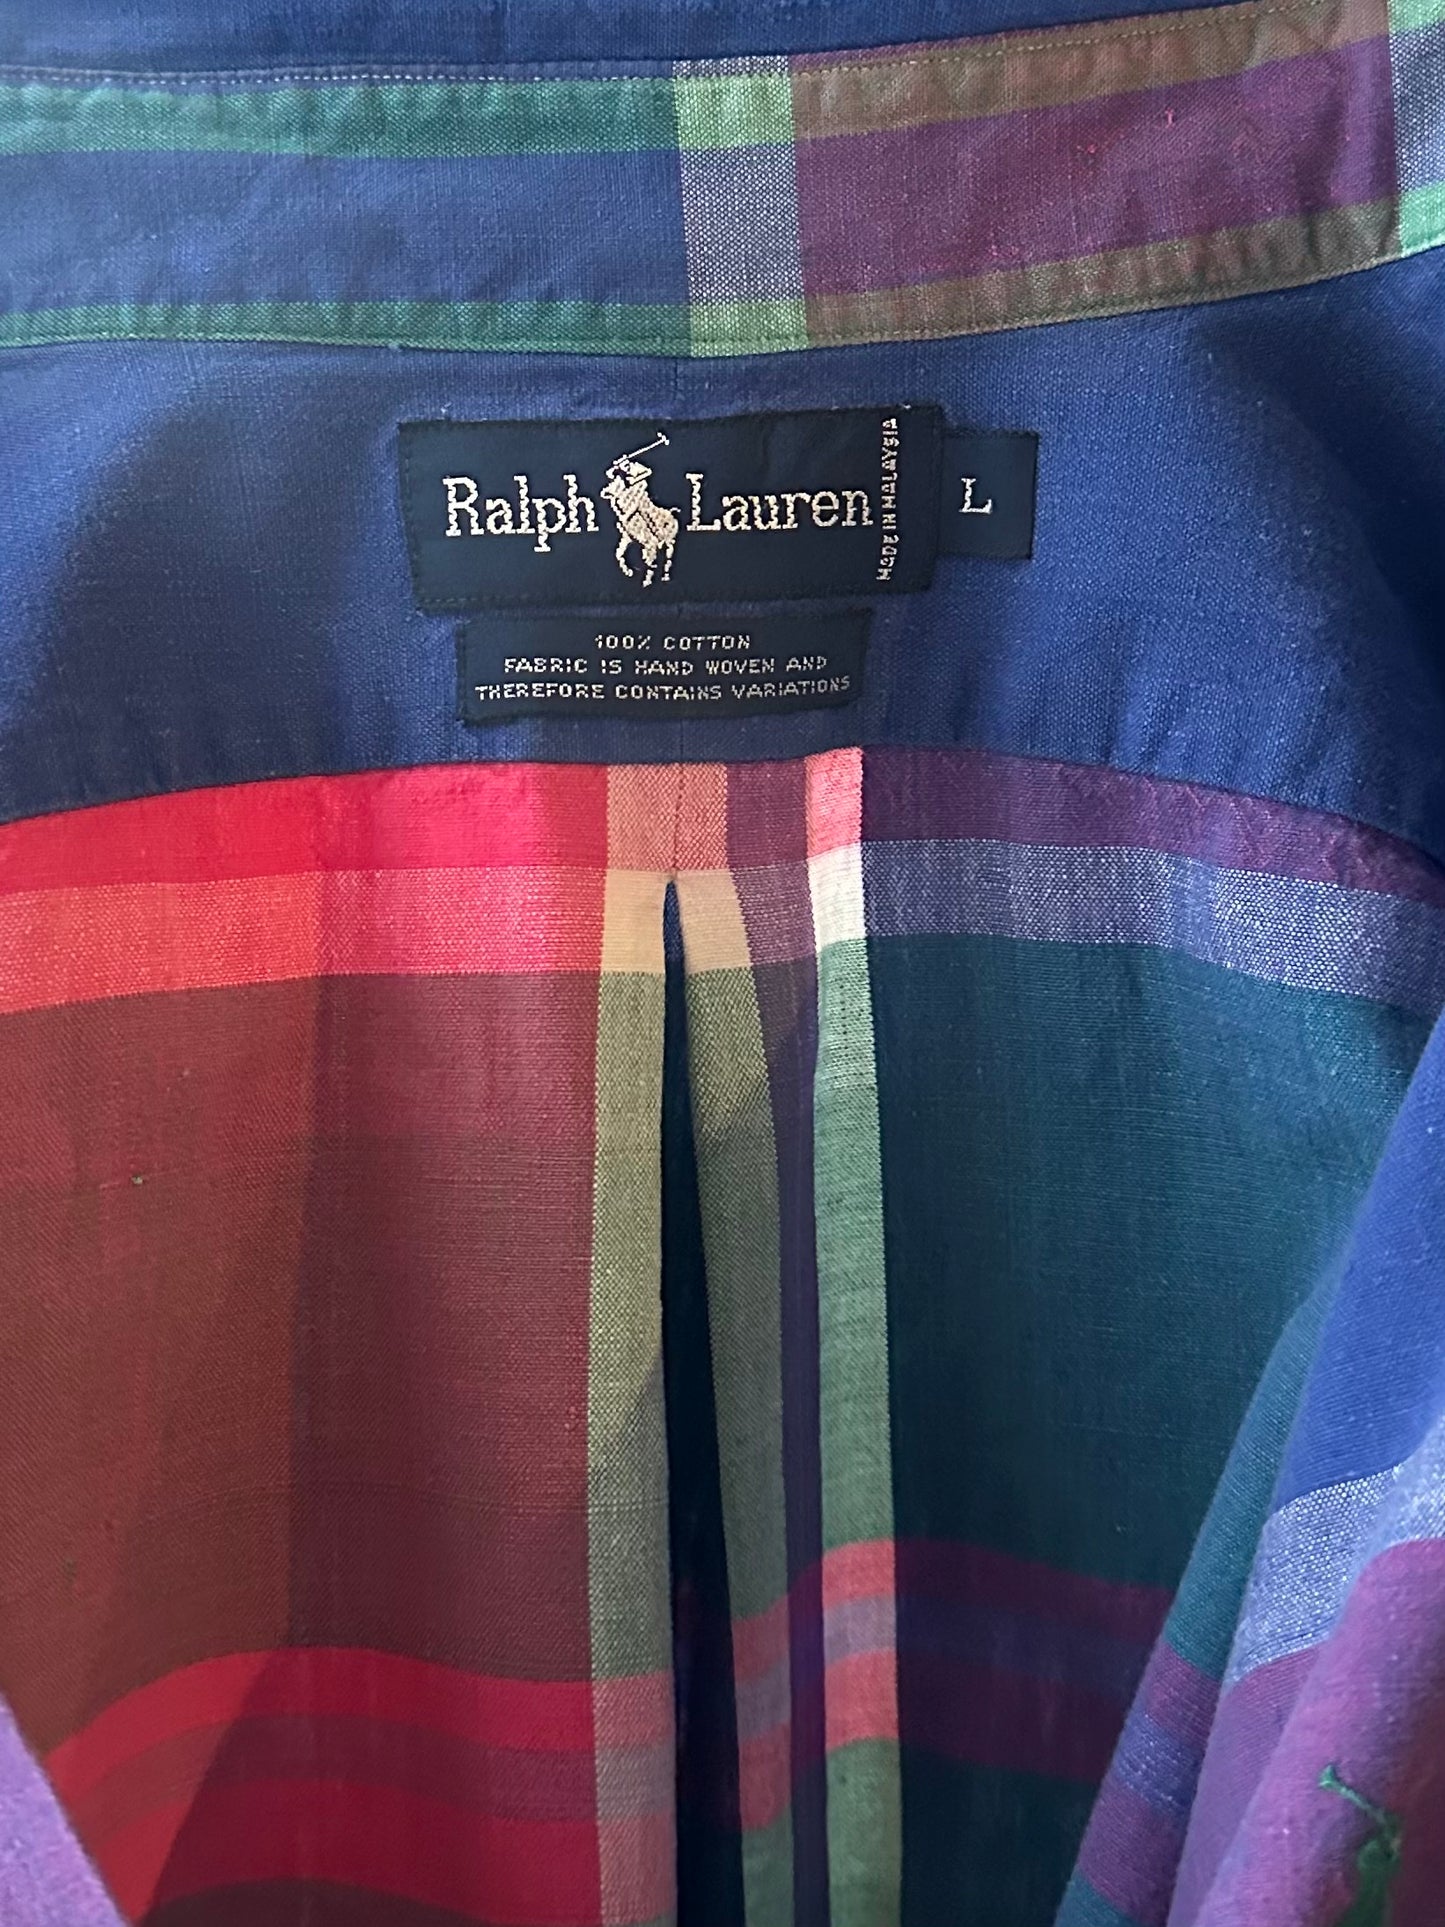 Ralph Lauren
MADE IN MALAYSIA
L
100% COTTON
FABRIC IS HAND WOVEN AND
THEREFORE CONTAINS VARIATIONS